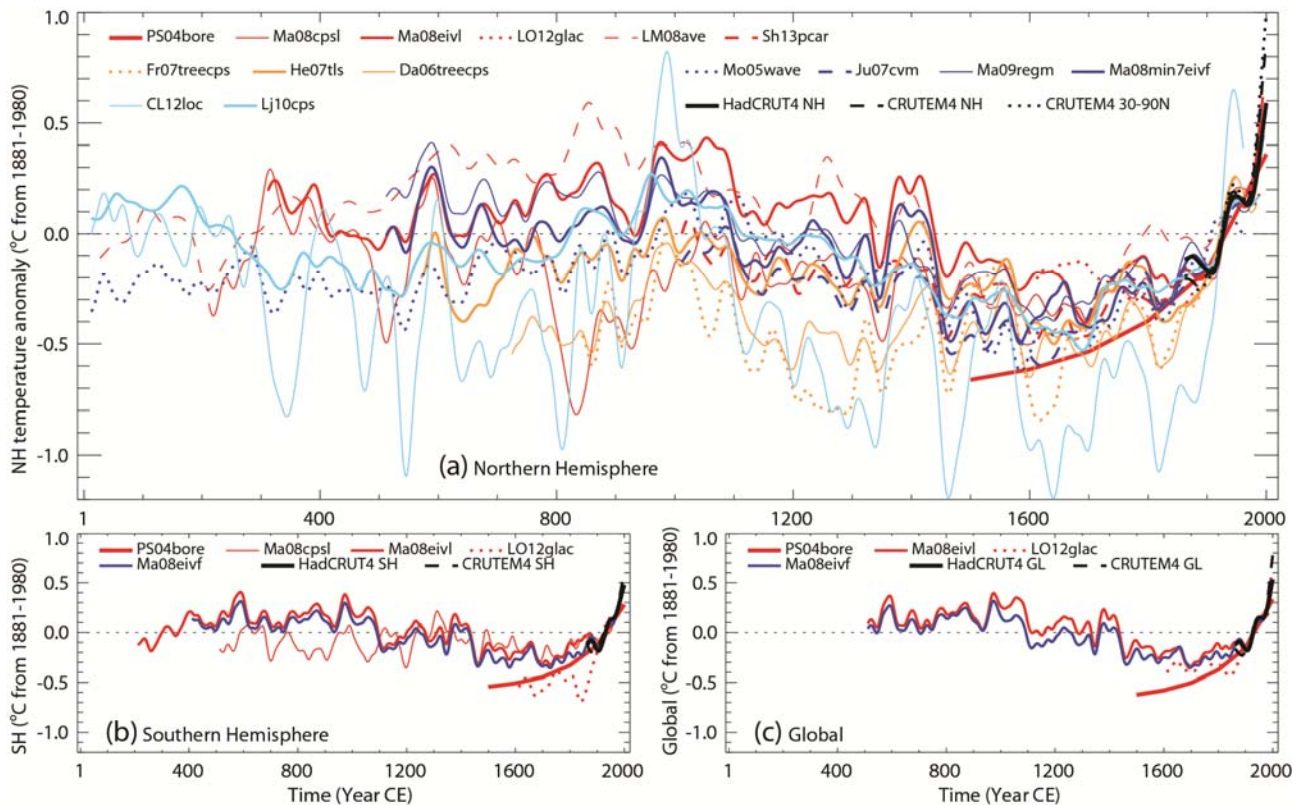 NH temperature anomaly (°C from 1881-1980)
1.0
0.5
0.0
-0.5
-1.0
PS04bore Ma08cpsl Ma08eivl LO12glac LM08ave Sh13pcar
Fr07treecps He07tls Da06treecps Mo05wave Ju07cvm Ma09regm Ma08min7eivf
CL12loc Lj10cps HadCRUT4 NH CRUTEM4 NH CRUTEM4 30-90N
(a) Northern Hemisphere
1 400 800 1200 1600 2000
SH (°C from 1881-1980)
1.0
0.5
0.0
-0.5
-1.0
PS04bore Ma08cpsl Ma08eivl LO12glac
Ma08eivf HadCRUT4 SH CRUTEM4 SH
(b) Southern Hemisphere
1 400 800 1200 1600 2000
Time (Year CE)
Global (°C from 1881-1980)
1.0
0.5
0.0
-0.5
-1.0
PS04bore Ma08eivl LO12glac
Ma08eivf HadCRUT4 GL CRUTEM4 GL
(c) Global
1 400 800 1200 1600 2000
Time (Year CE)